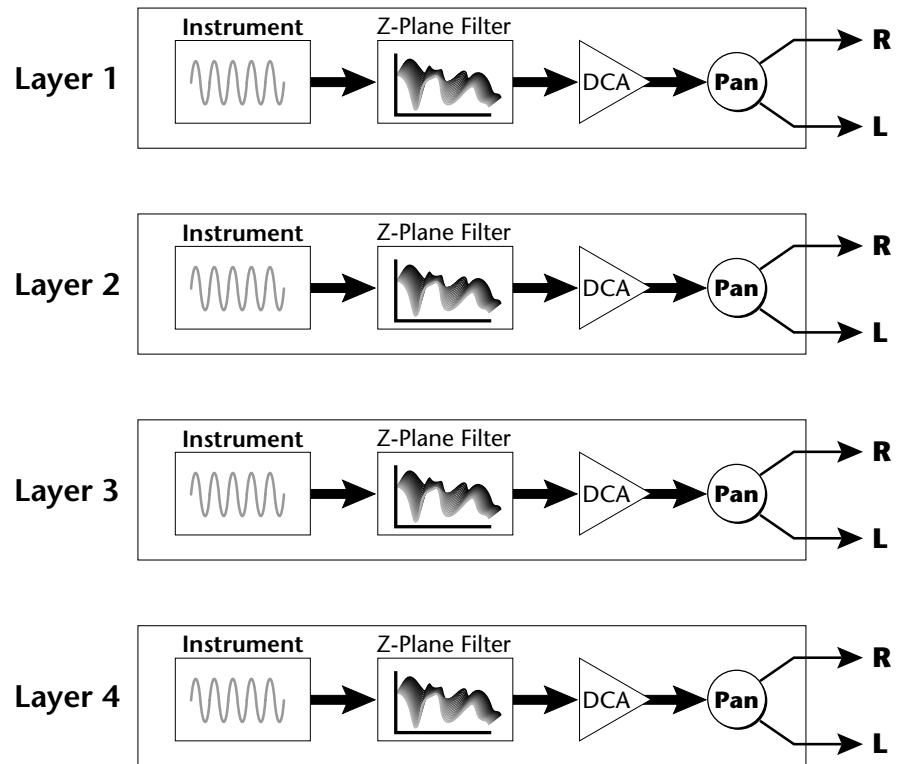 Instrument
Z-Plane Filter
R
Layer 1
DCA
Pan
L
Instrument
Z-Plane Filter
R
Layer 2
DCA
Pan
L
Instrument
Z-Plane Filter
R
Layer 3
DCA
Pan
L
Instrument
Z-Plane Filter
R
Layer 4
DCA
Pan
L